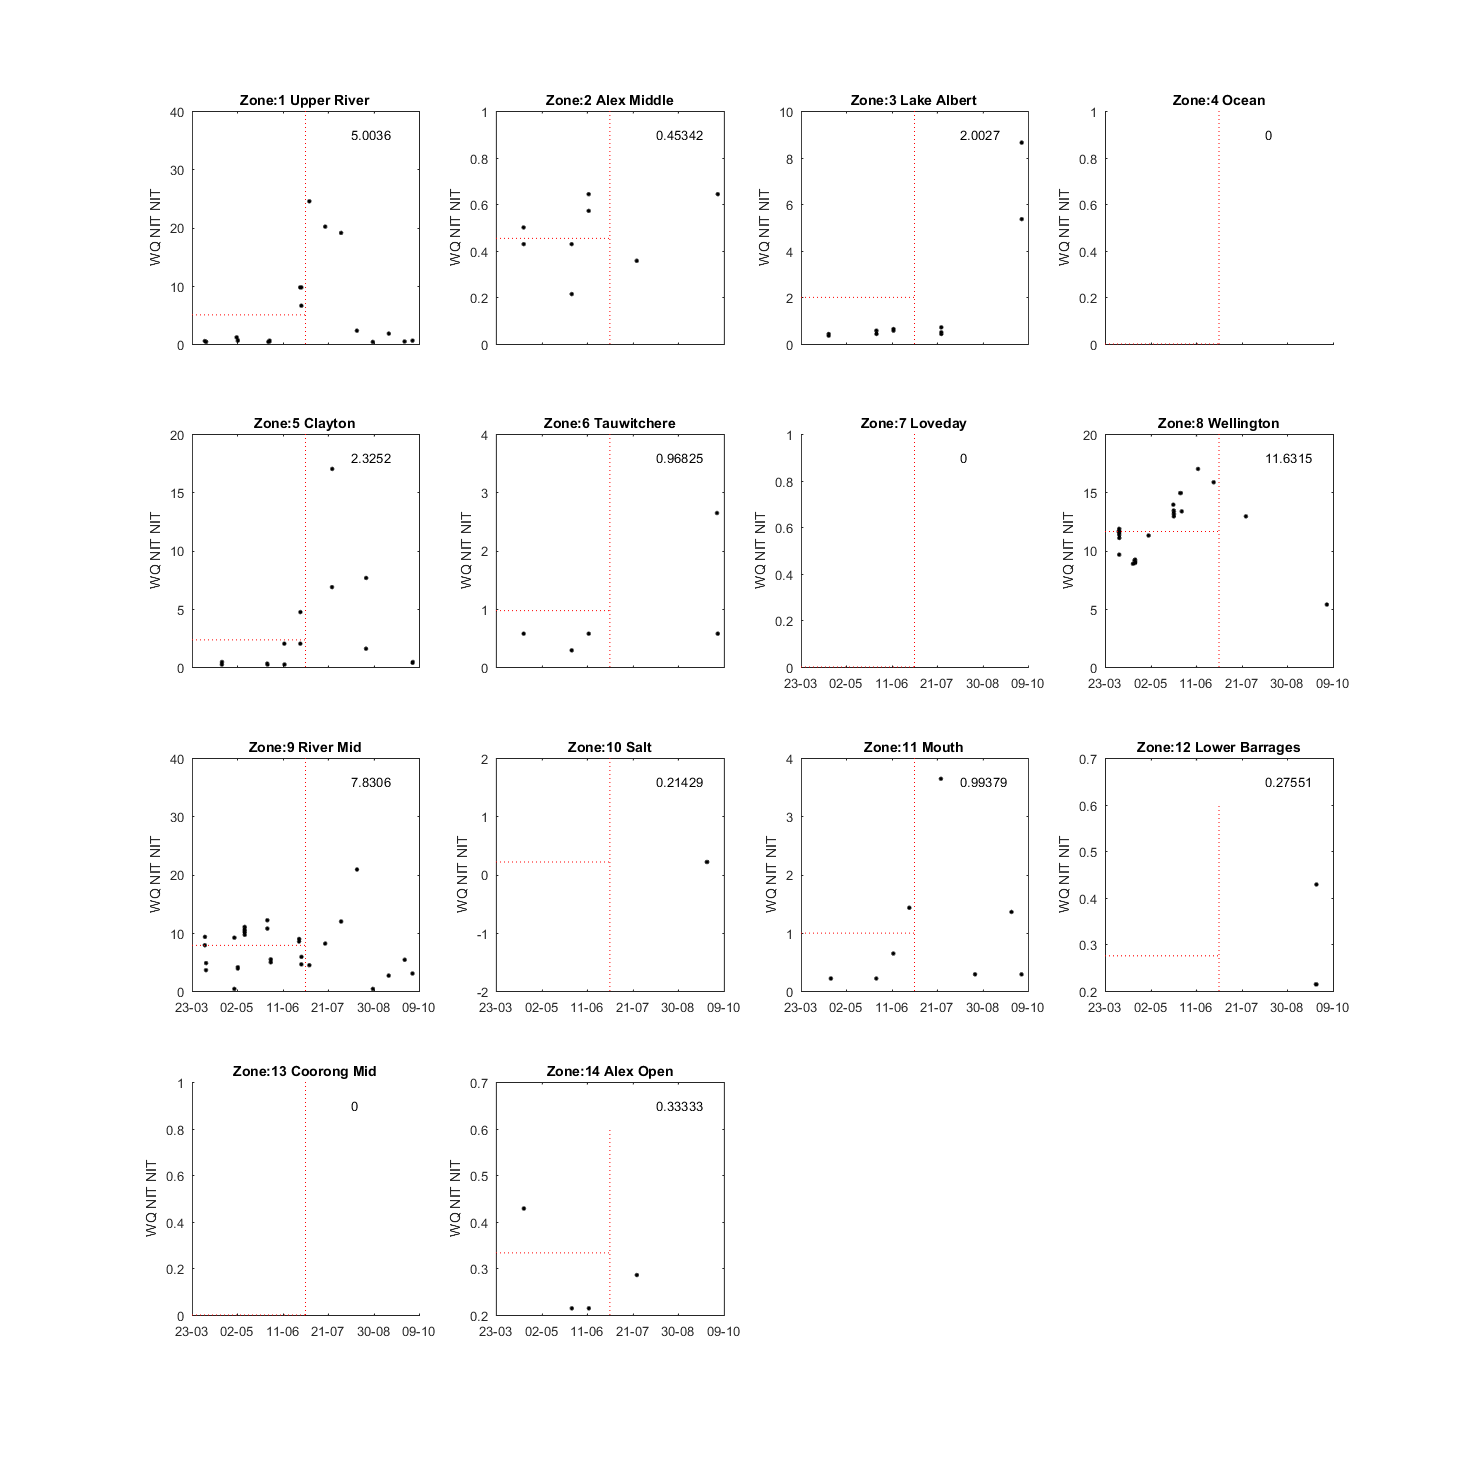 Zone:1 Upper River
40
30
20
10
0
WQ NIT NIT
5.0036
Zone:2 Alex Middle
1
0.8
0.6
0.4
0.2
0
WQ NIT NIT
0.45342
Zone:3 Lake Albert
10
8
6
4
2
0
WQ NIT NIT
2.0027
Zone:4 Ocean
1
0.8
0.6
0.4
0.2
0
WQ NIT NIT
0
Zone:5 Clayton
20
15
10
5
0
WQ NIT NIT
2.3252
Zone:6 Tauwitchere
4
3
2
1
0
WQ NIT NIT
0.96825
Zone:7 Loveday
1
0.8
0.6
0.4
0.2
0
WQ NIT NIT
0
23-03 02-05 11-06 21-07 30-08 09-10
Zone:8 Wellington
20
15
10
5
0
WQ NIT NIT
11.6315
23-03 02-05 11-06 21-07 30-08 09-10
Zone:9 River Mid
40
30
20
10
0
WQ NIT NIT
7.8306
23-03 02-05 11-06 21-07 30-08 09-10
Zone:10 Salt
2
1
0
-1
-2
WQ NIT NIT
0.21429
23-03 02-05 11-06 21-07 30-08 09-10
Zone:11 Mouth
4
3
2
1
0
WQ NIT NIT
0.99379
23-03 02-05 11-06 21-07 30-08 09-10
Zone:12 Lower Barrages
0.7
0.6
0.5
0.4
0.3
0.2
WQ NIT NIT
0.27551
23-03 02-05 11-06 21-07 30-08 09-10
Zone:13 Coorong Mid
1
0.8
0.6
0.4
0.2
0
WQ NIT NIT
0
23-03 02-05 11-06 21-07 30-08 09-10
Zone:14 Alex Open
0.7
0.6
0.5
0.4
0.3
0.2
WQ NIT NIT
0.33333
23-03 02-05 11-06 21-07 30-08 09-10